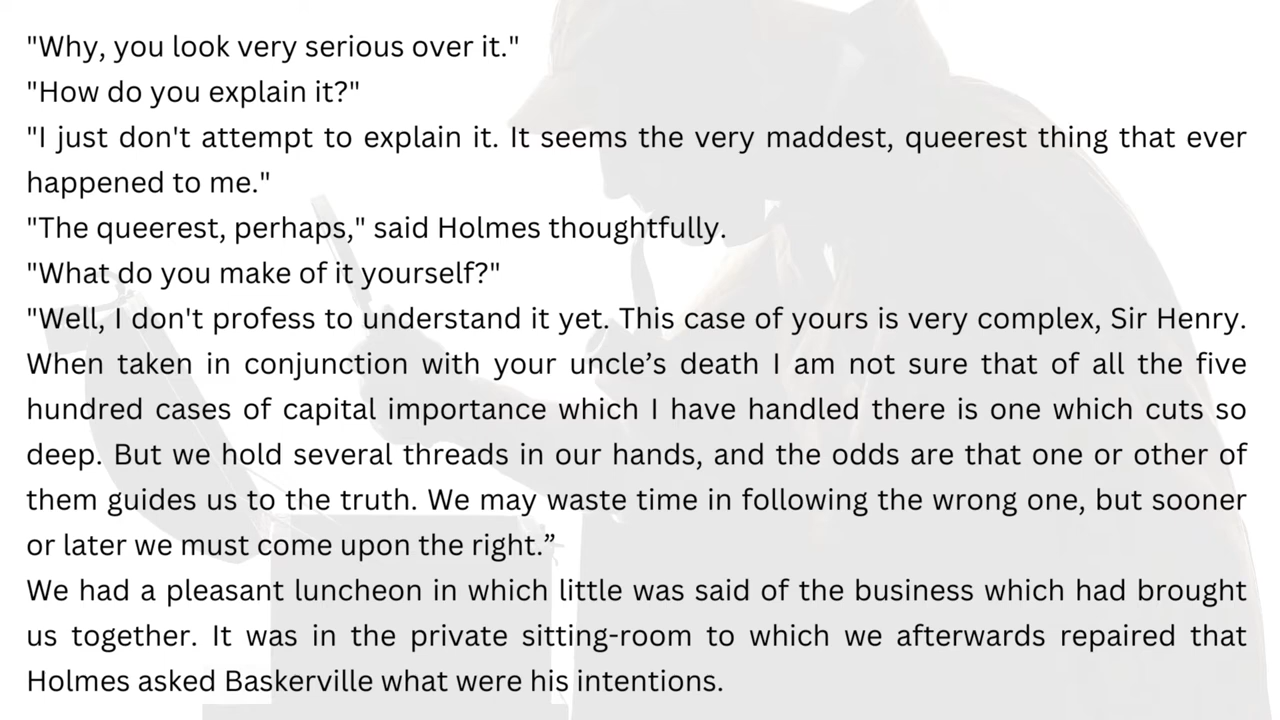 "Why, you look very serious over it."
"How do you explain it?"
"I just don't attempt to explain it. It seems the very maddest, queerest thing that ever
happened to me."
"The queerest, perhaps," said Holmes thoughtfully.
"What do you make of it yourself?"
"Well, I don't profess to understand it yet. This case of yours is very complex, Sir Henry.
When taken in conjunction with your uncle’s death I am not sure that of all the five
hundred cases of capital importance which I have handled there is one which cuts so
deep. But we hold several threads in our hands, and the odds are that one or other of
them guides us to the truth. We may waste time in following the wrong one, but sooner
or later we must come upon the right.”
We had a pleasant luncheon in which little was said of the business which had brought
us together. It was in the private sitting-room to which we afterwards repaired that
Holmes asked Baskerville what were his intentions.